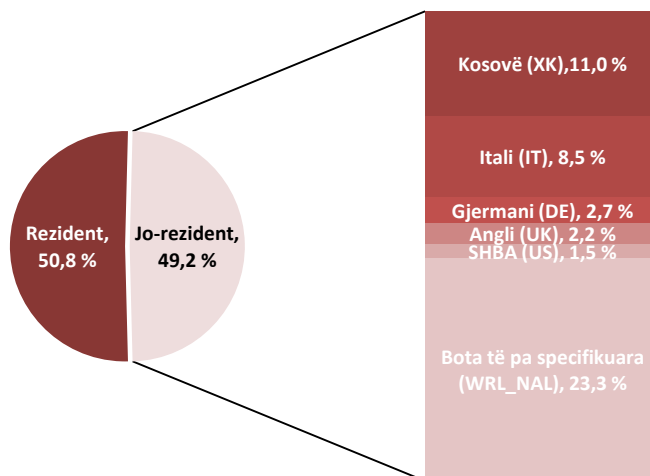 Rezident,
50,8 %
Jo-rezident,
49,2 %
Kosovë (XK),11,0 %
Itali (IT), 8,5 %
Gjermani (DE), 2,7 %
Angli (UK), 2,2 %
SHBA (US), 1,5 %
Bota të pa specifikuara
(WRL_NAL), 23,3 %